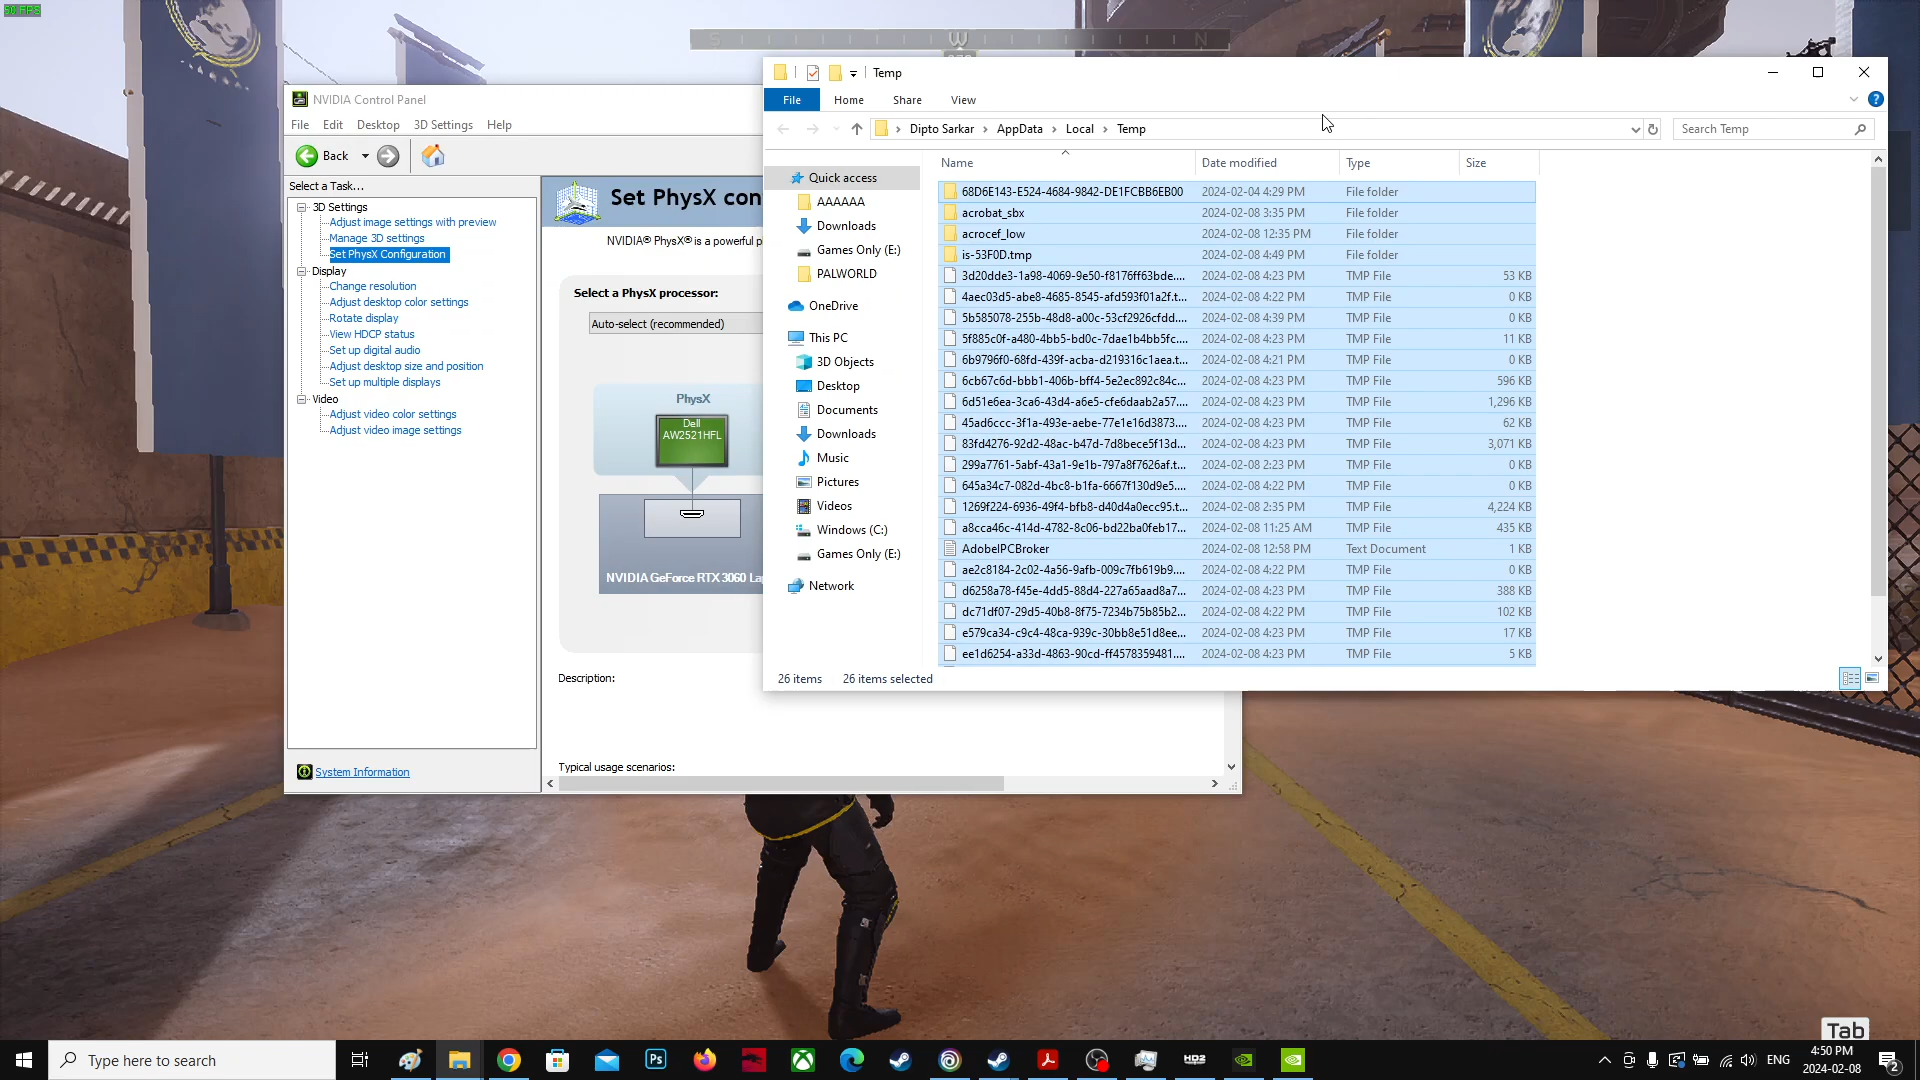 50 FPS
S W N
Temp
File Home Share View
Dipto Sarkar AppData Local Temp
Search Temp
Name Date modified Type Size
Quick access
AAAAAA
Downloads
Games Only (E:)
PALWORLD
OneDrive
This PC
3D Objects
Desktop
Documents
Downloads
Music
Pictures
Videos
Windows (C:)
Games Only (E:)
Network
68D6E143-E524-4684-9842-DE1FCBB6EB00 2024-02-04 4:29 PM File folder
acrobat_sbx 2024-02-08 3:35 PM File folder
acrocef_low 2024-02-08 12:35 PM File folder
is-53F0D.tmp 2024-02-08 4:49 PM File folder
3d20dde3-1a98-4069-9e50-f8176ff63bde.... 2024-02-08 4:23 PM TMP File 53 KB
4aec03d5-abe8-4685-8545-afd593f01a2f.t... 2024-02-08 4:22 PM TMP File 0 KB
5b585078-255b-48d8-a00c-53cf2926cfdd.... 2024-02-08 4:39 PM TMP File 0 KB
5f885c0f-a480-4bb5-bd0c-7dae1b4bb5fc.... 2024-02-08 4:23 PM TMP File 11 KB
6b9796f0-68fd-439f-acba-d219316c1aea.t... 2024-02-08 4:21 PM TMP File 0 KB
6cb67c6d-bbb1-406b-bff4-5e2ec892c84c.... 2024-02-08 4:23 PM TMP File 596 KB
6d51e6ea-3ca6-43d4-a6e5-cfe6daab2a57.... 2024-02-08 4:23 PM TMP File 1,296 KB
45ad6ccc-3f1a-493e-aebe-77e1e16d3873.... 2024-02-08 4:23 PM TMP File 62 KB
83fd4276-92d2-48ac-b47d-7d8bece5f13d.... 2024-02-08 4:23 PM TMP File 3,071 KB
299a7761-5abf-43a1-9e1b-797a8f7626af.t... 2024-02-08 2:23 PM TMP File 0 KB
645a34c7-082d-4bc8-b1fa-6667f130d9e5.... 2024-02-08 4:22 PM TMP File 0 KB
1269f224-6936-49f4-bfb8-d40d4a0ecc95.t... 2024-02-08 2:35 PM TMP File 4,224 KB
a8cca46c-414d-4782-8c06-bd22ba0feb17.... 2024-02-08 11:25 AM TMP File 435 KB
AdobeIPCBroker 2024-02-08 12:58 PM Text Document 1 KB
ae2c8184-2c02-4a56-9afb-009c7fb619b9.... 2024-02-08 4:22 PM TMP File 0 KB
d6258a78-f45e-4dd5-88d4-227a65aad8a7.... 2024-02-08 4:23 PM TMP File 388 KB
dc71df07-29d5-40b8-8f75-7234b75b85b2.... 2024-02-08 4:22 PM TMP File 102 KB
e579ca34-c9c4-48ca-939c-30bb8e51d8ee.... 2024-02-08 4:23 PM TMP File 17 KB
ee1d6254-a33d-4863-90cd-ff4578359481.... 2024-02-08 4:23 PM TMP File 5 KB
26 items 26 items selected
NVIDIA Control Panel
File Edit Desktop 3D Settings Help
Back
Select a Task...
3D Settings
Adjust image settings with preview
Manage 3D settings
Set PhysX Configuration
Display
Change resolution
Adjust desktop color settings
Rotate display
View HDCP status
Set up digital audio
Adjust desktop size and position
Set up multiple displays
Video
Adjust video color settings
Adjust video image settings
System Information
Set PhysX con
NVIDIA® PhysX® is a powerful p
Select a PhysX processor:
Auto-select (recommended)
PhysX
Dell
AW2521HFL
NVIDIA GeForce RTX 3060 Lap
Description:
Typical usage scenarios:
Tab
Type here to search
Ps
HD2
ENG
4:50 PM
2024-02-08
2